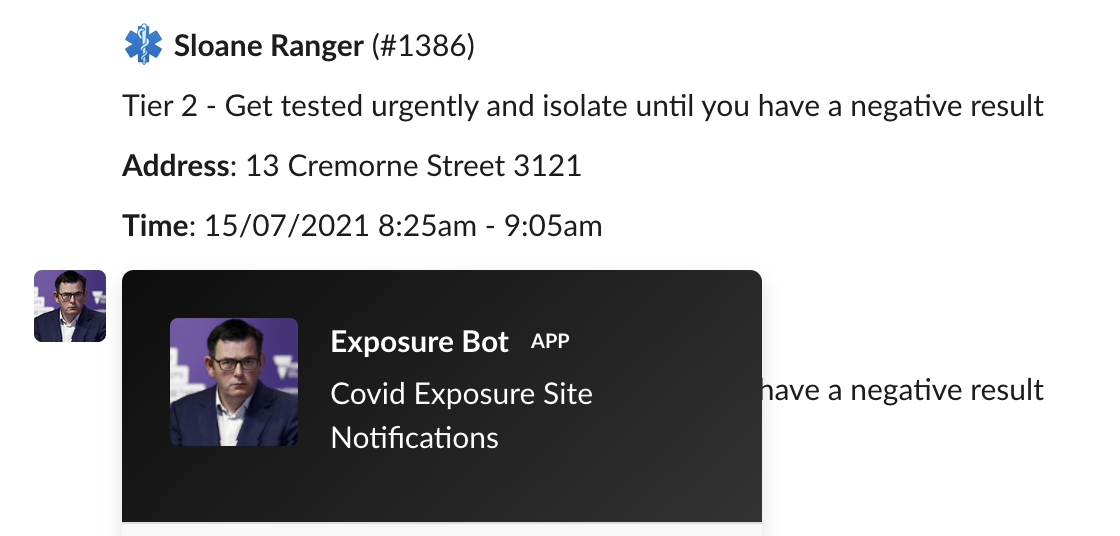 Sloane Ranger (#1386)
Tier 2 - Get tested urgently and isolate until you have a negative result
Address: 13 Cremorne Street 3121
Time: 15/07/2021 8:25am - 9:05am
Exposure Bot APP
Covid Exposure Site
Notifications
have a negative result